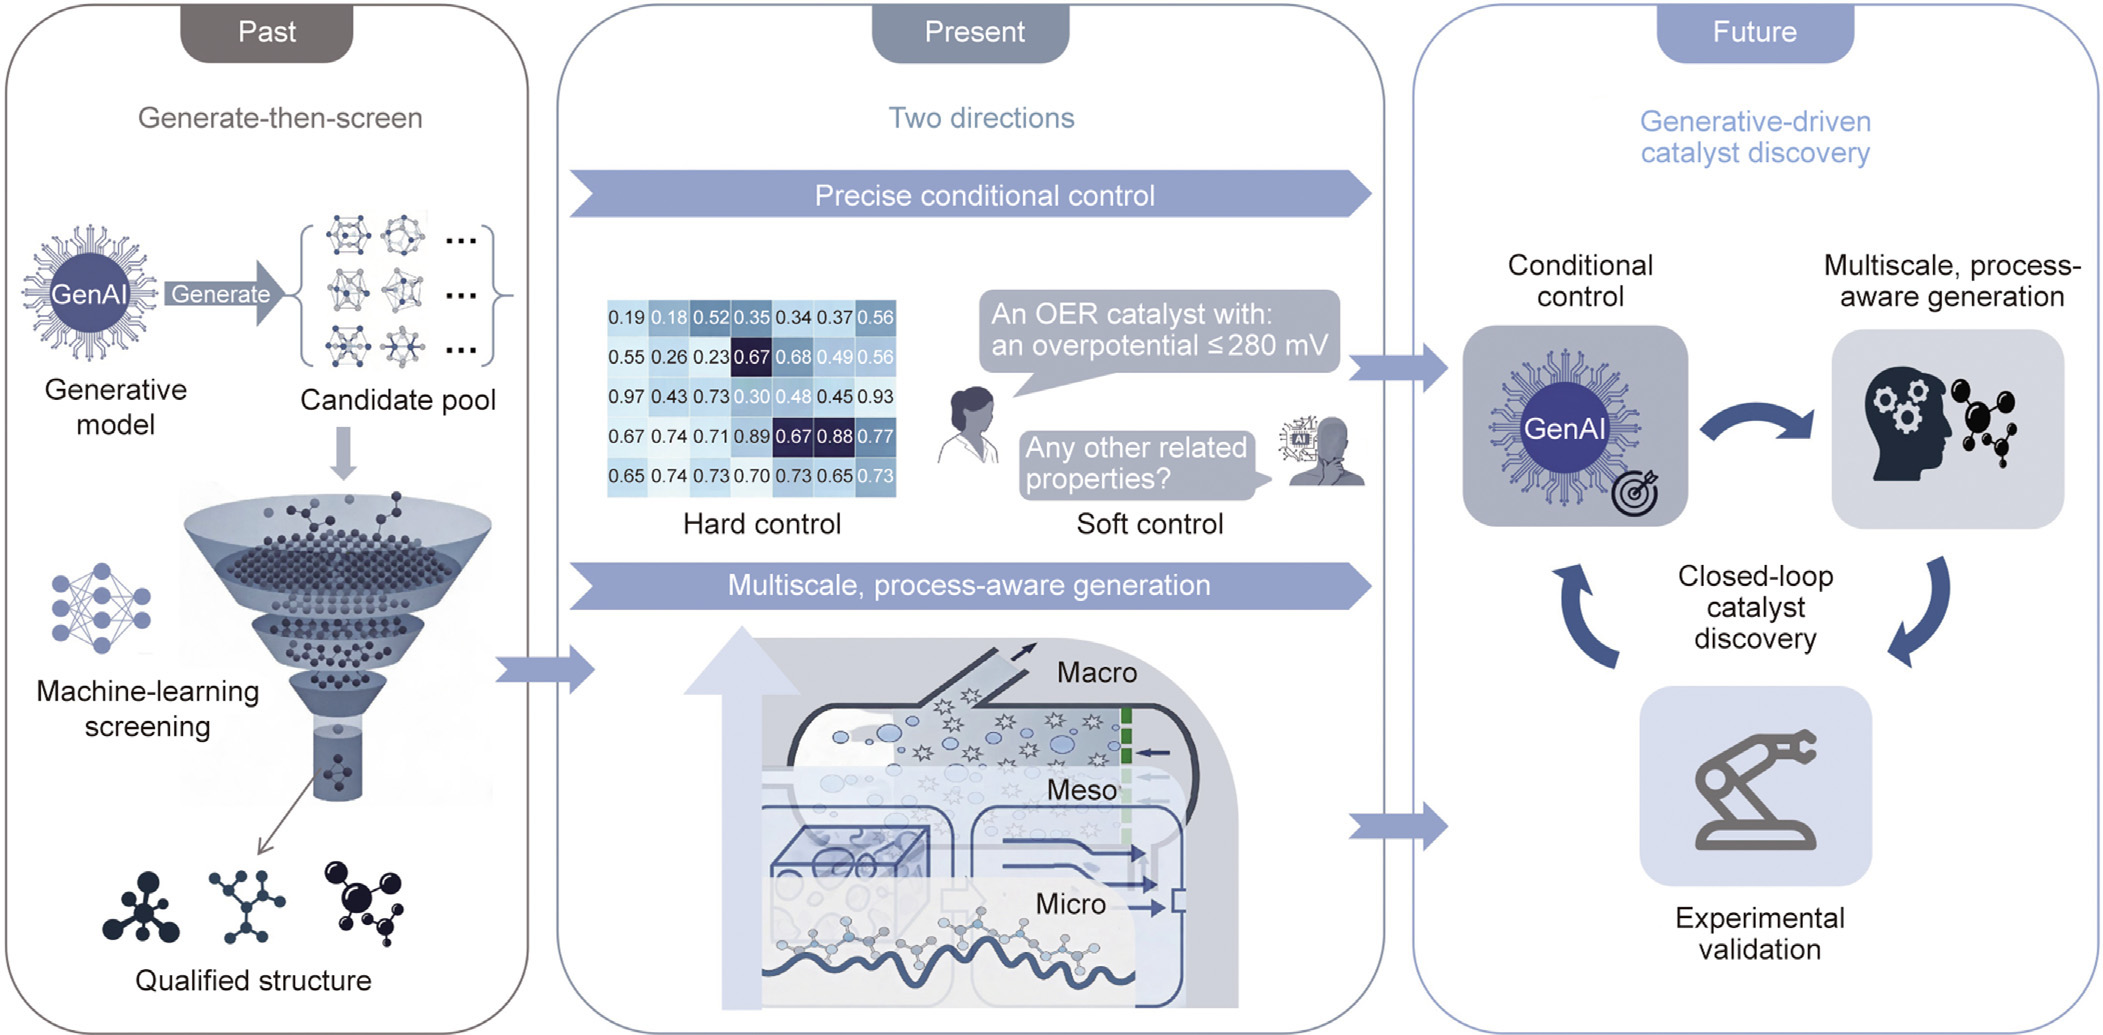 Past
Generate-then-screen
GenAI
Generate
...
...
...
Generative
model
Candidate pool
Machine-learning
screening
Qualified structure
Present
Two directions
Precise conditional control
0.19 0.18 0.52 0.35 0.34 0.37 0.56
0.55 0.26 0.23 0.67 0.68 0.49 0.56
0.97 0.43 0.73 0.30 0.48 0.45 0.93
0.67 0.74 0.71 0.89 0.67 0.88 0.77
0.65 0.74 0.73 0.70 0.73 0.65 0.73
Hard control
An OER catalyst with:
an overpotential ≤ 280 mV
Any other related
properties?
AI
Soft control
Multiscale, process-aware generation
Macro
Meso
Micro
Future
Generative-driven
catalyst discovery
Conditional
control
GenAI
Multiscale, process-
aware generation
Closed-loop
catalyst
discovery
Experimental
validation